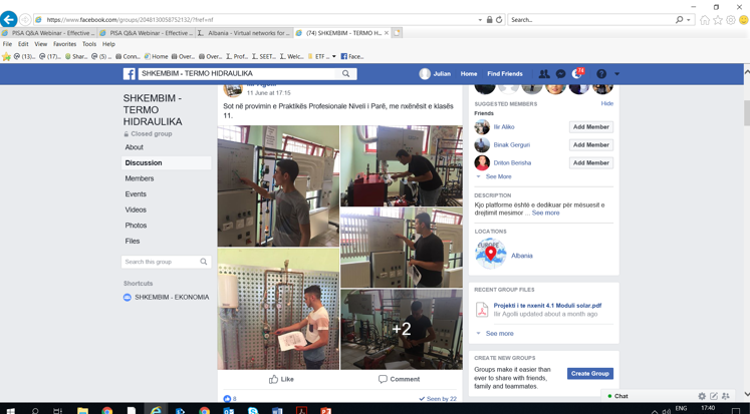 https://www.facebook.com/groups/2048130058752132/?fref=nf
Search...
PISA Q&A Webinar - Effective ...
PISA Q&A Webinar - Effective ...
Albania - Virtual networks for ...
(74) SHKEMBIM - TERMO H...
File Edit View Favorites Tools Help
@ (13)...
@ (17)...
Shar...
@ (5) ...
Conn...
Home
Over...
Over...
Prof...
SEET...
Welc...
ETF ...
Face...
SHKEMBIM - TERMO HIDRAULIKA
Julian
Home
Find Friends
74
SHKEMBIM -
TERMO
HIDRAULIKA
Closed group
About
Discussion
Members
Events
Videos
Photos
Files
Search this group
Shortcuts
SHKEMBIM - EKONOMIA
11 June at 17:15
Sot në provimin e Praktikës Profesionale Niveli i Parë, me nxënësit e klasës
11.
+2
Like
Comment
8
Seen by 22
SUGGESTED MEMBERS
Hide
Friends
Ilir Aliko
Add Member
Binak Gerguri
Add Member
Driton Berisha
Add Member
See More
DESCRIPTION
Kjo platforme është e dedikuar për mësuesit e
drejtimit mesimor ... See more
LOCATIONS
EUROPE
Albania
RECENT GROUP FILES
Projekti i te nxenit 4.1 Moduli solar.pdf
Ilir Agolli updated about a month ago
See more
CREATE NEW GROUPS
Groups make it easier than
ever to share with friends,
family and teammates.
Create Group
Chat
ENG
17:40